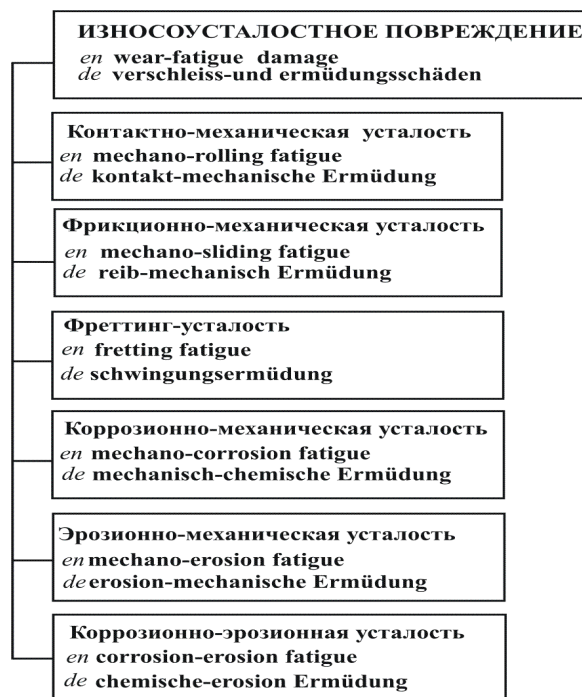 ИЗНОСОУСТАЛОСТНОЕ ПОВРЕЖДЕНИЕ
en wear-fatigue damage
de verschleiss-und ermüdungsschäden
Контактно-механическая усталость
en mechano-rolling fatigue
de kontakt-mechanische Ermüdung
Фрикционно-механическая усталость
en mechano-sliding fatigue
de reib-mechanisch Ermüdung
Фреттинг-усталость
en fretting fatigue
de schwingungsermüdung
Коррозионно-механическая усталость
en mechano-corrosion fatigue
de mechanisch-chemische Ermüdung
Эрозионно-механическая усталость
en mechano-erosion fatigue
de erosion-mechanische Ermüdung
Коррозионно-эрозионная усталость
en corrosion-erosion fatigue
de chemische-erosion Ermüdung